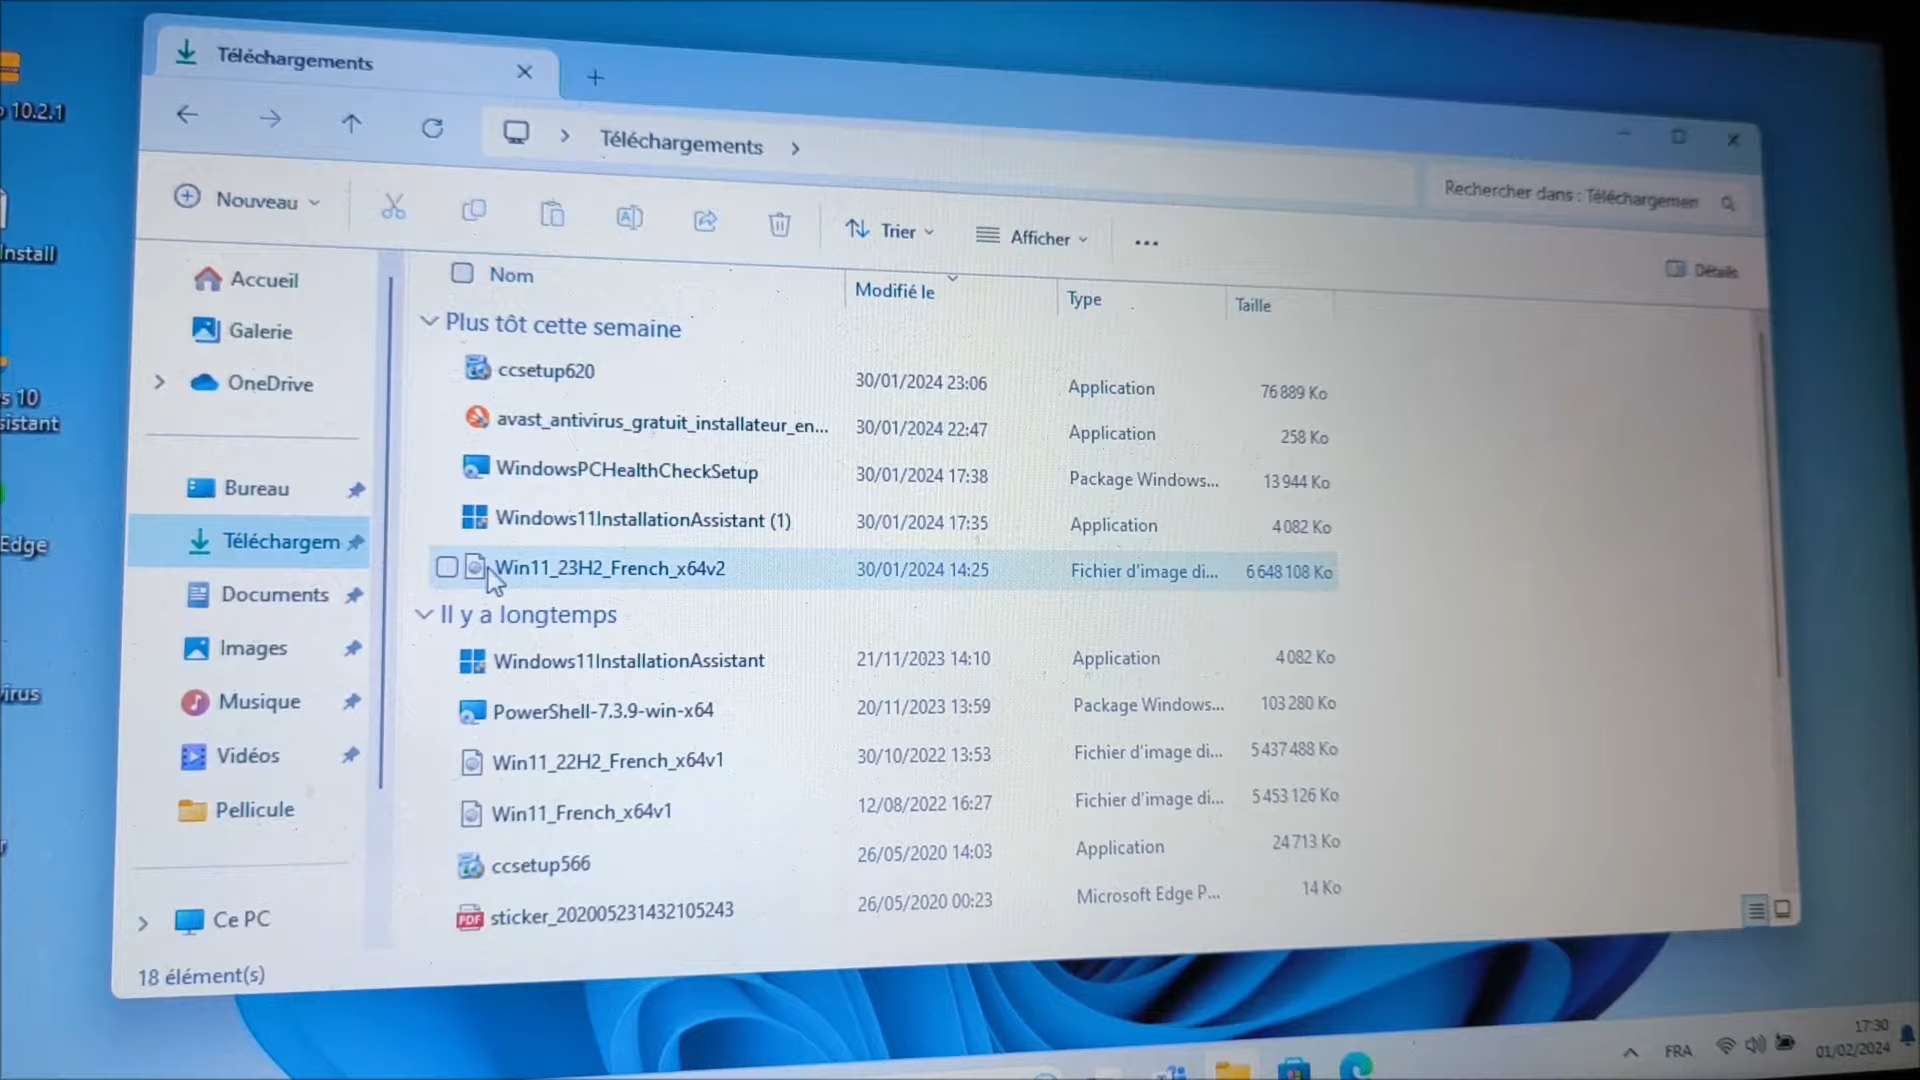 Téléchargements
Téléchargements
Rechercher dans : Téléchargemen
Nouveau
Trier
Afficher
...
Détails
Nom
Modifié le
Type
Taille
Plus tôt cette semaine
ccsetup620 30/01/2024 23:06 Application 76 889 Ko
avast_antivirus_gratuit_installateur_en... 30/01/2024 22:47 Application 258 Ko
WindowsPCHealthCheckSetup 30/01/2024 17:38 Package Windows... 13 944 Ko
Windows11InstallationAssistant (1) 30/01/2024 17:35 Application 4 082 Ko
Win11_23H2_French_x64v2 30/01/2024 14:25 Fichier d'image di... 6 648 108 Ko
Il y a longtemps
Windows11InstallationAssistant 21/11/2023 14:10 Application 4 082 Ko
PowerShell-7.3.9-win-x64 20/11/2023 13:59 Package Windows... 103 280 Ko
Win11_22H2_French_x64v1 30/10/2022 13:53 Fichier d'image di... 5 437 488 Ko
Win11_French_x64v1 12/08/2022 16:27 Fichier d'image di... 5 453 126 Ko
ccsetup566 26/05/2020 14:03 Application 24 713 Ko
PDF sticker_202005231432105243 26/05/2020 00:23 Microsoft Edge P... 14 Ko
Accueil
Galerie
OneDrive
Bureau
Téléchargem
Documents
Images
Musique
Vidéos
Pellicule
Ce PC
18 élément(s)
10.2.1
Install
s 10
sistant
Edge
virus
FRA
17:30
01/02/2024